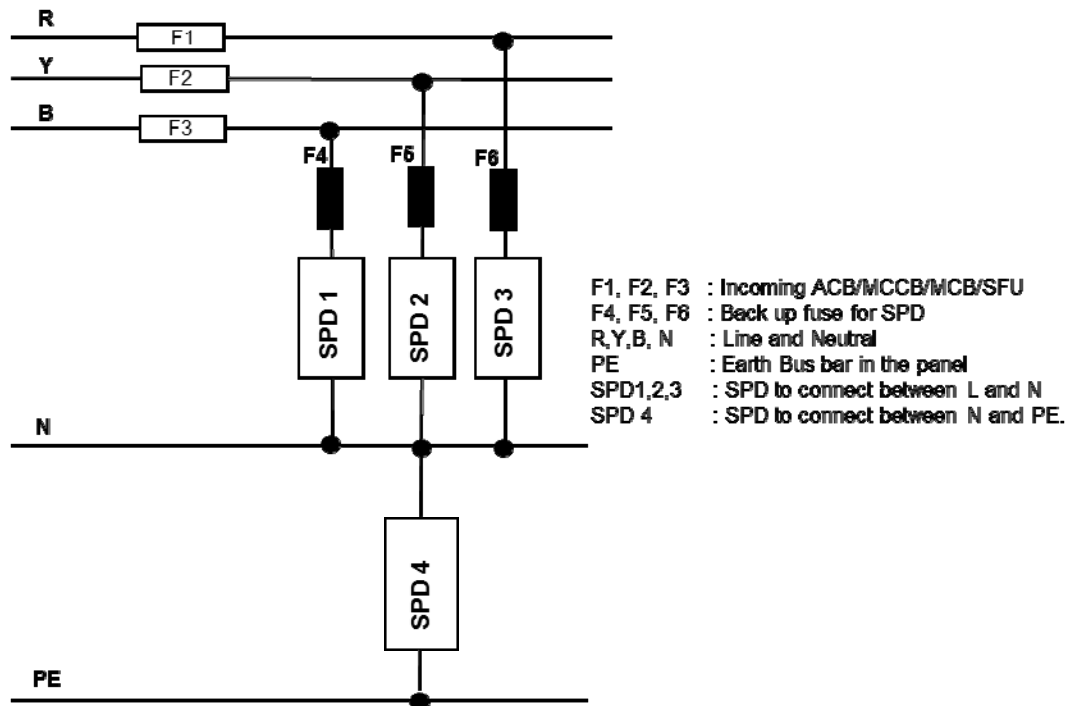 R
F1
Y
F2
B
F3
F4
F5
F6
SPD 1
SPD 2
SPD 3
F1, F2, F3 : Incoming ACB/MCCB/MCB/SFU
F4, F5, F6 : Back up fuse for SPD
R,Y,B, N : Line and Neutral
PE : Earth Bus bar in the panel
SPD1,2,3 : SPD to connect between L and N
SPD 4 : SPD to connect between N and PE.
N
SPD 4
PE